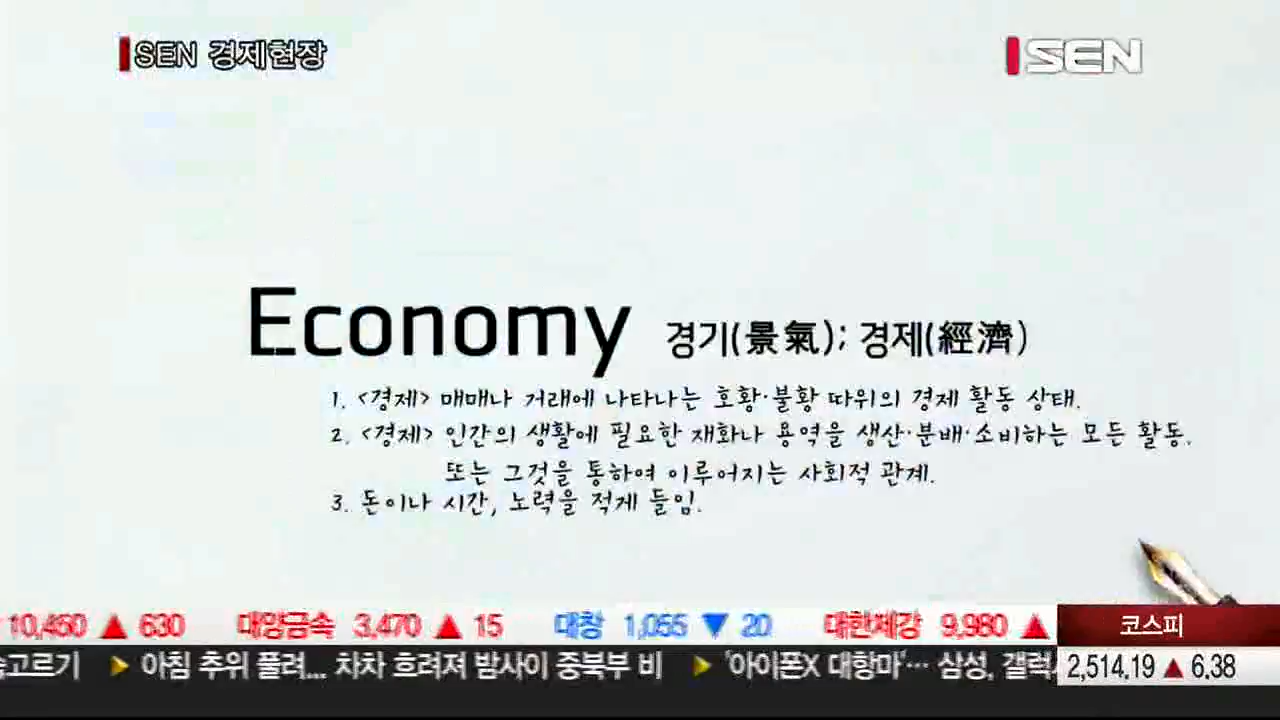 SEN 경제현장
SEN
Economy 경기(景氣); 경제(經濟)
1. <경제> 매매나 거래에 나타나는 호황·불황 따위의 경제 활동 상태.
2. <경제> 인간의 생활에 필요한 재화나 용역을 생산·분배·소비하는 모든 활동.
또는 그것을 통하여 이루어지는 사회적 관계.
3. 돈이나 시간, 노력을 적게 들임.
10,450 ▲ 630 대양금속 3,470 ▲ 15 대창 1,055 ▼ 20 대한제강 9,980 ▲ 코스피
고르기 ▶ 아침 추위 풀려... 차차 흐려져 밤사이 중북부 비 ▶ '아이폰X 대항마'… 삼성, 갤럭 2,514.19 ▲ 6.38